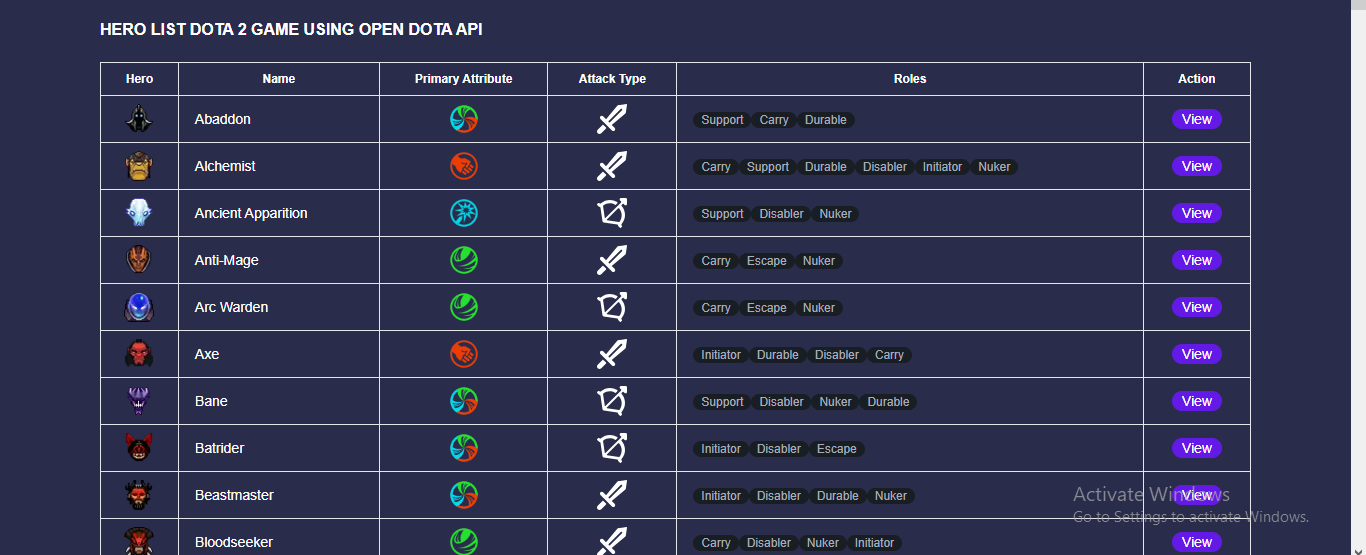 HERO LIST DOTA 2 GAME USING OPEN DOTA API
Hero Name Primary Attribute Attack Type Roles Action
Abaddon Support Carry Durable View
Alchemist Carry Support Durable Disabler Initiator Nuker View
Ancient Apparition Support Disabler Nuker View
Anti-Mage Carry Escape Nuker View
Arc Warden Carry Escape Nuker View
Axe Initiator Durable Disabler Carry View
Bane Support Disabler Nuker Durable View
Batrider Initiator Disabler Escape View
Beastmaster Initiator Disabler Durable Nuker View
Activate Windows
Go to Settings to activate Windows.
Bloodseeker Carry Disabler Nuker Initiator View